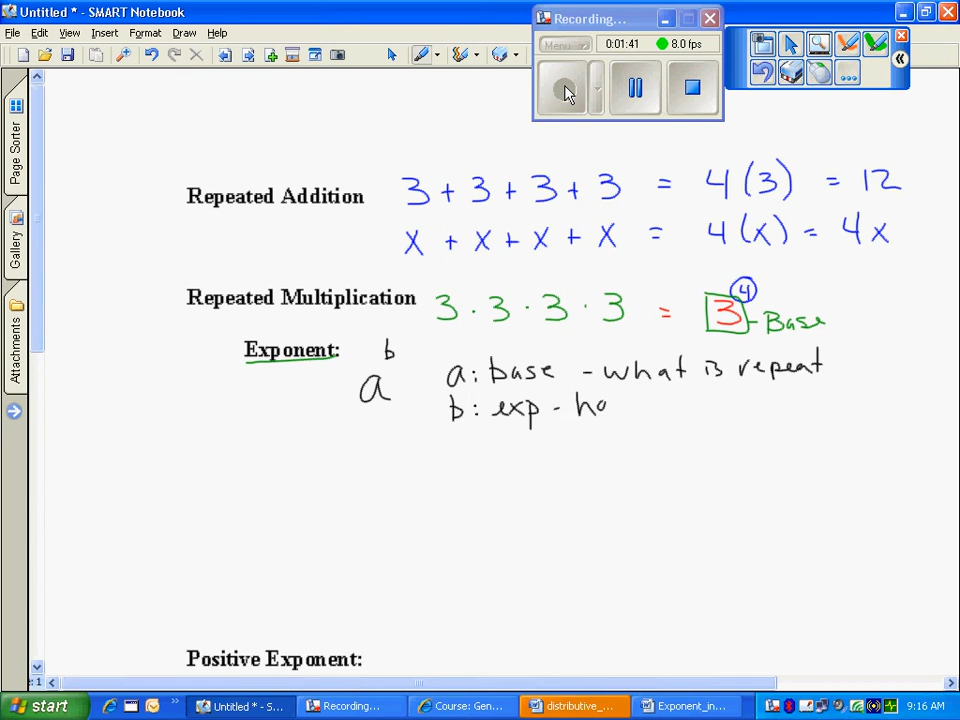 Untitled * - SMART Notebook
Recording...
File Edit View Insert Format Draw Help
Menu
0:01:41 8.0 fps
Page Sorter
Gallery
Attachments
Repeated Addition 3 + 3 + 3 + 3 = 4(3) = 12
x + x + x + x = 4(x) = 4x
Repeated Multiplication 3 · 3 · 3 · 3 = 3 4 - Base
Exponent: a b
a: base - what is repeat
b: exp - ho
Positive Exponent:
: 1
start
Untitled * - S...
Recording...
Course: Gen...
distributive_...
Exponent_in...
9:16 AM